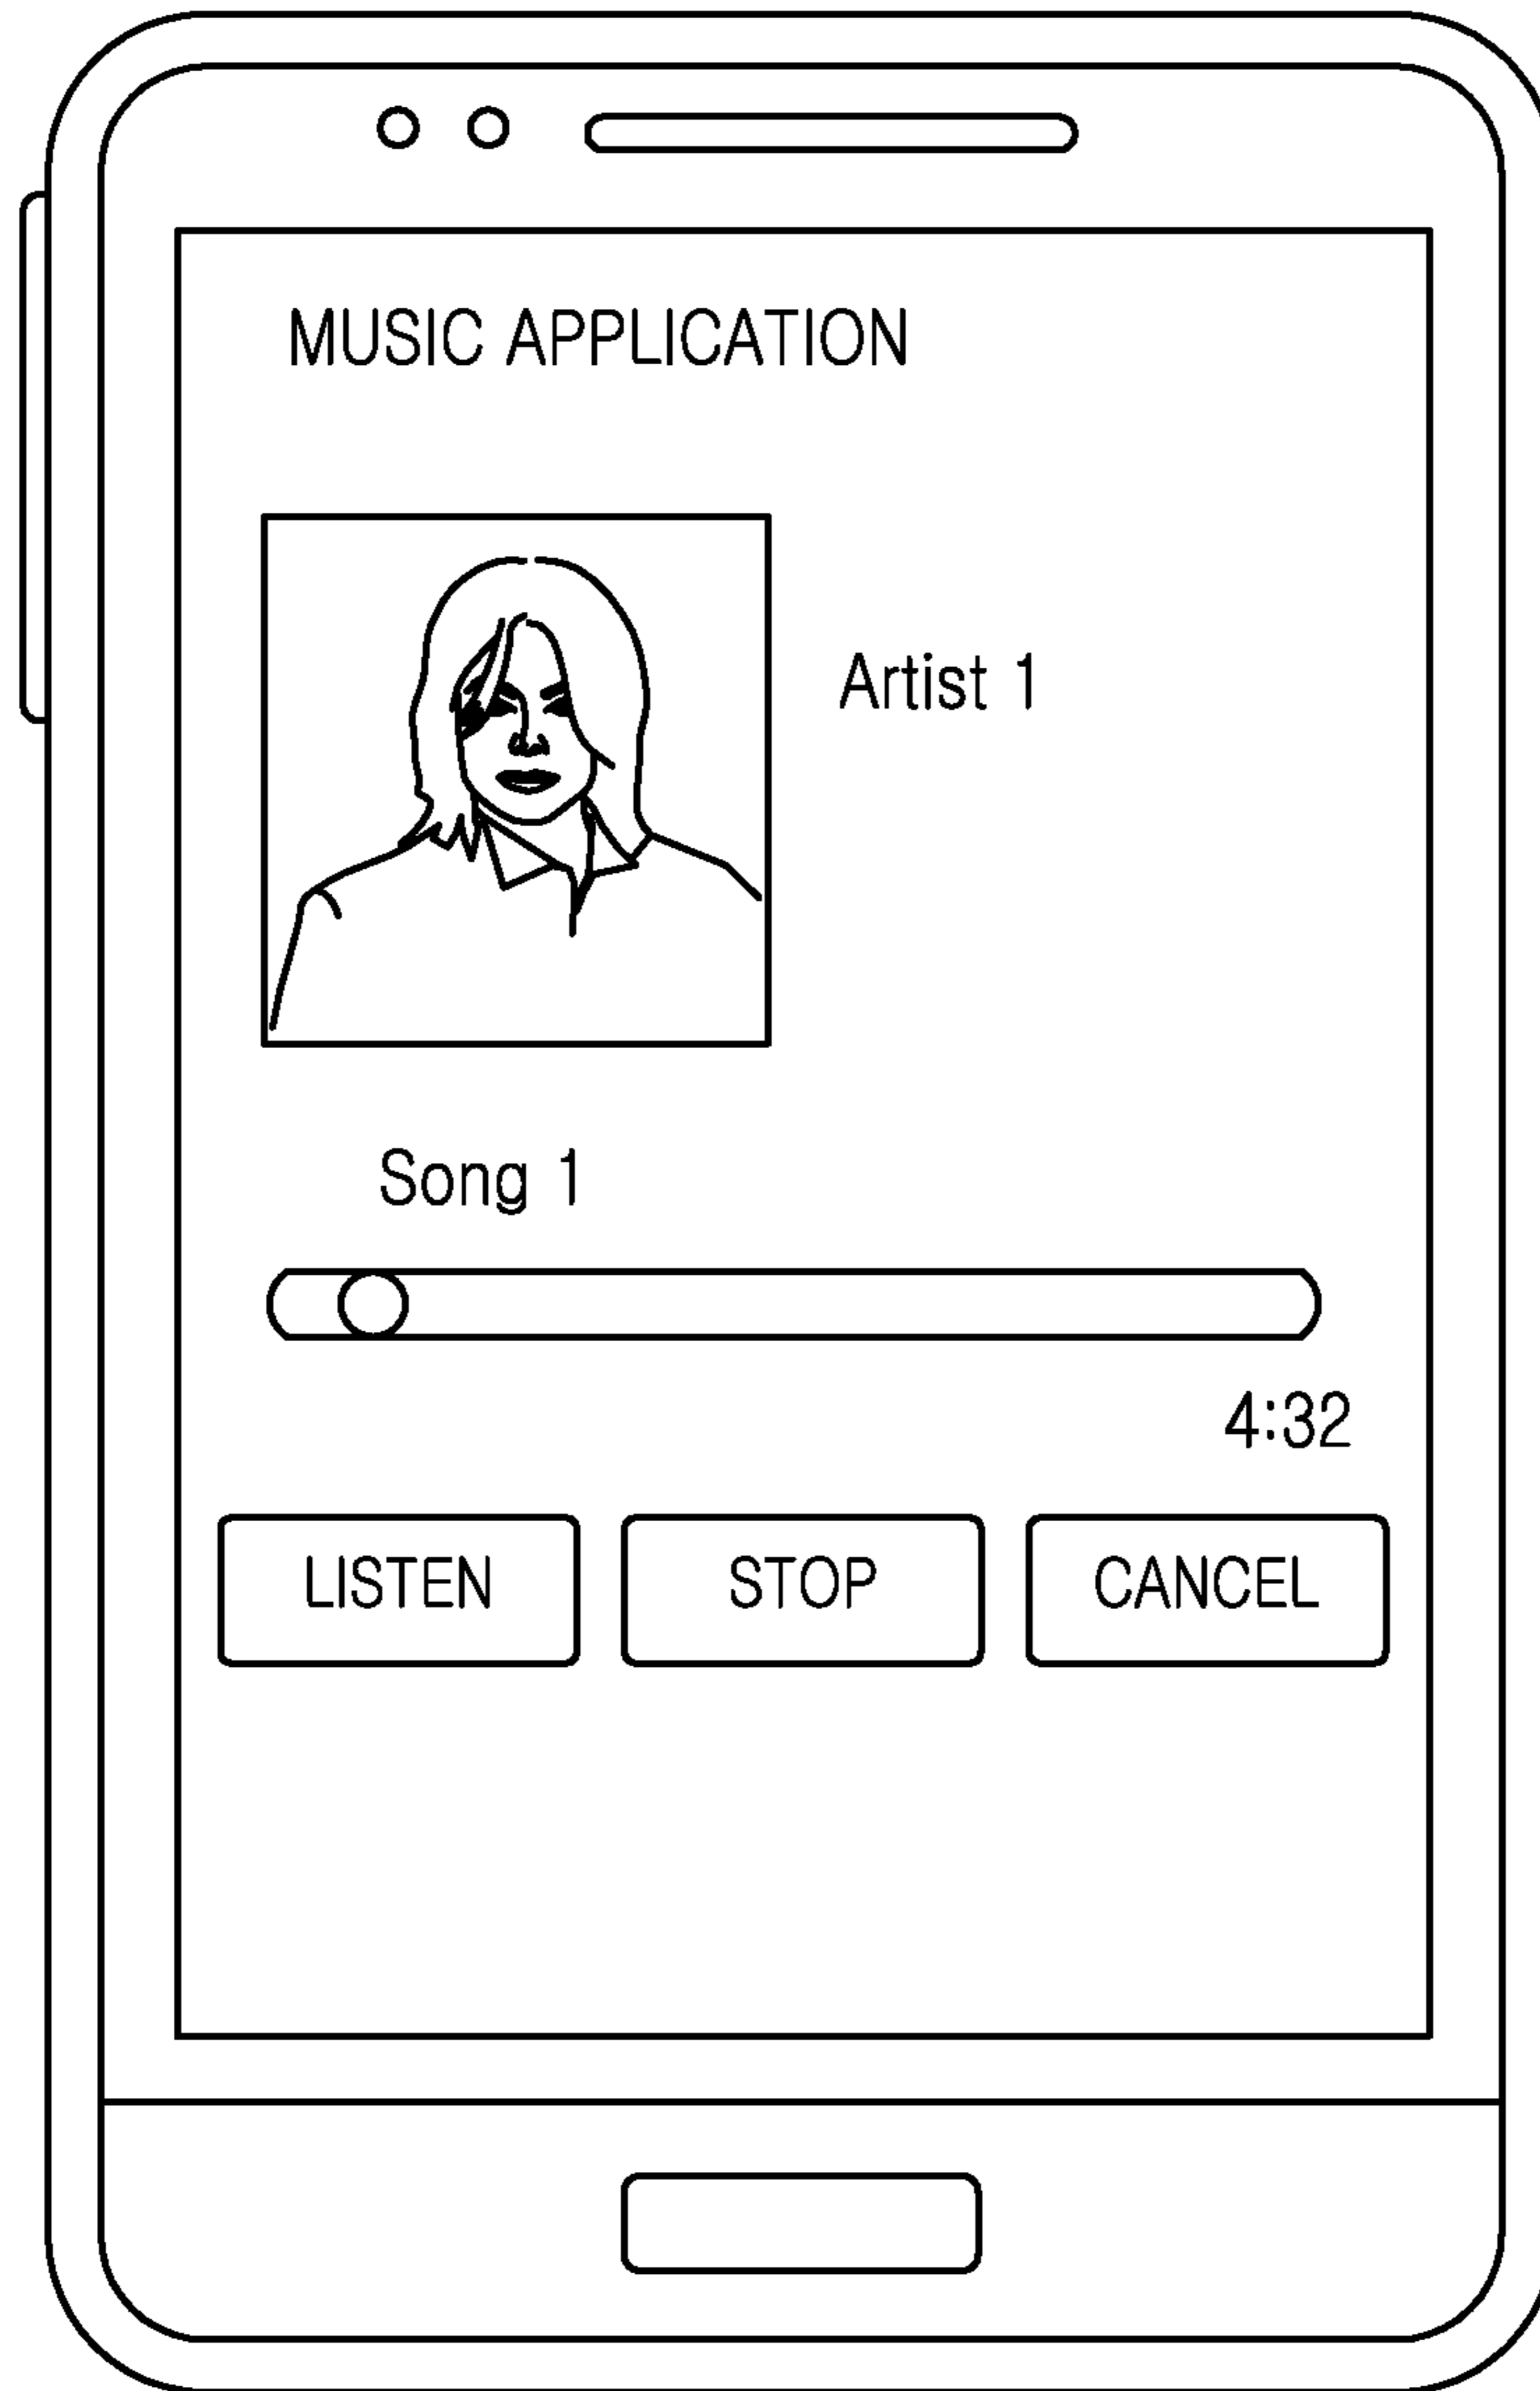 MUSIC APPLICATION
Artist 1
Song 1
4:32
LISTEN
STOP
CANCEL